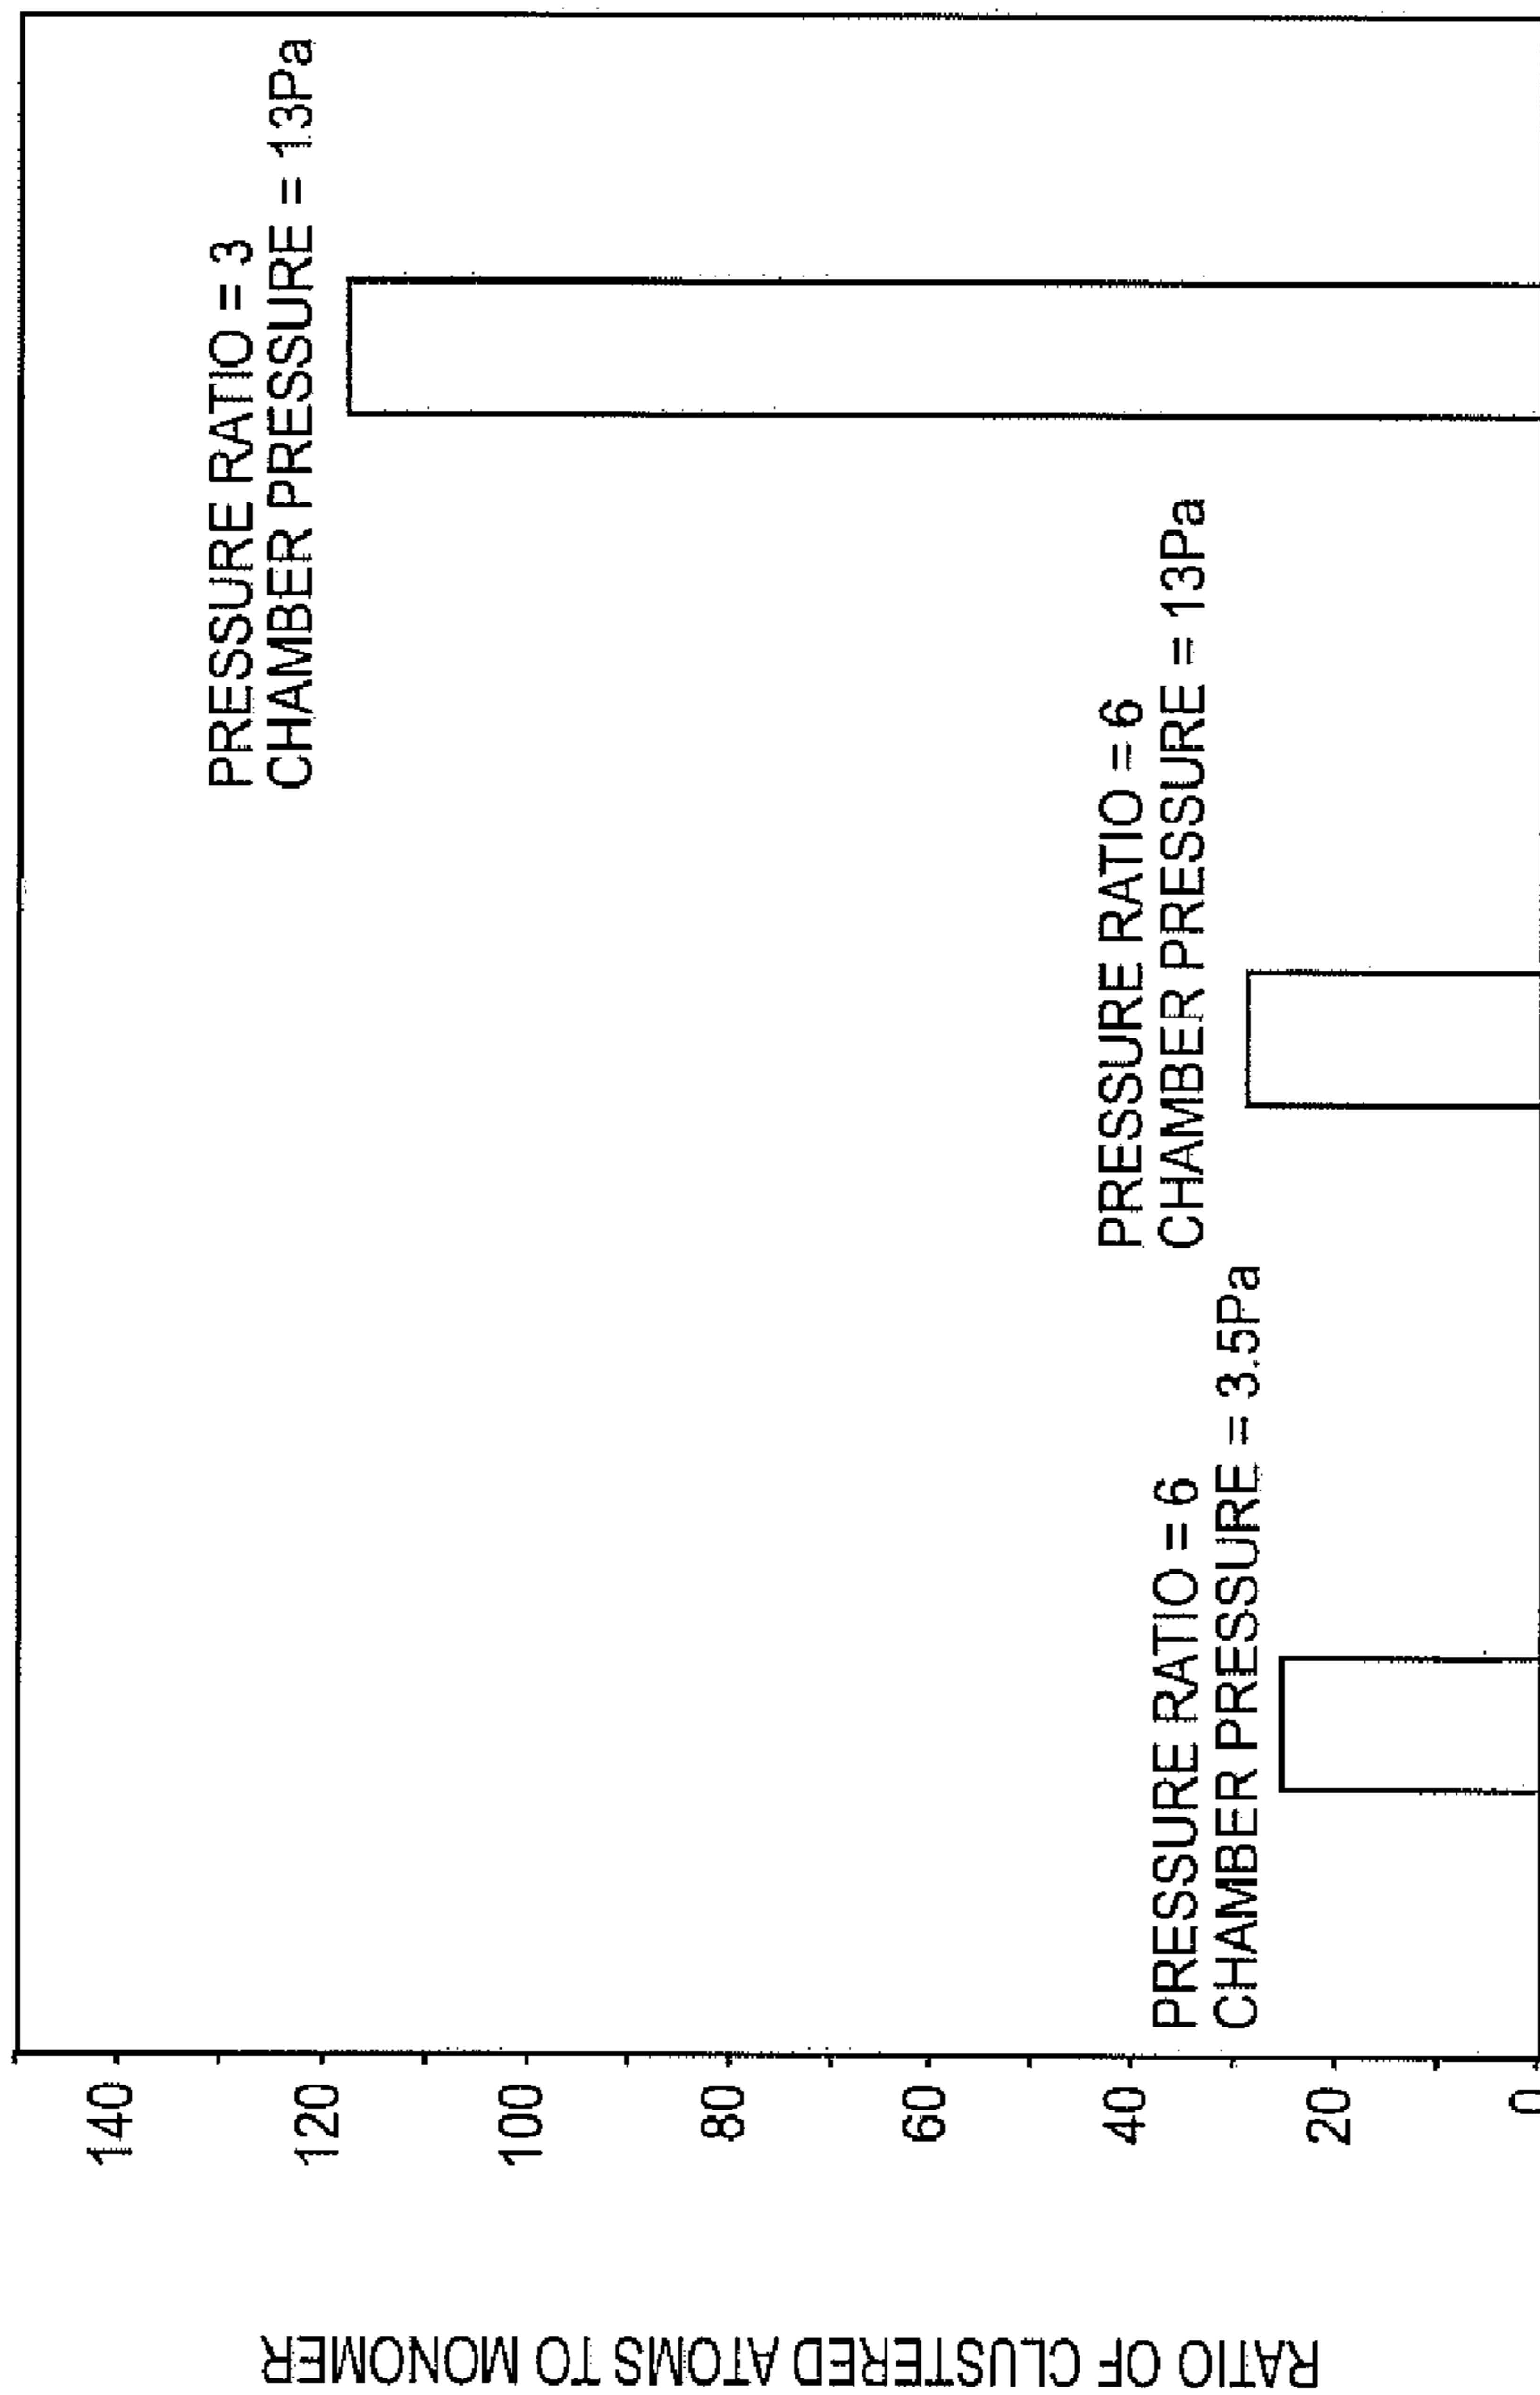 RATIO OF CLUSTERED ATOMS TO MONOMER
140
120
100
80
60
40
20
0
PRESSURE RATIO = 6
CHAMBER PRESSURE = 3.5Pa
PRESSURE RATIO = 6
CHAMBER PRESSURE = 13Pa
PRESSURE RATIO = 3
CHAMBER PRESSURE = 13Pa